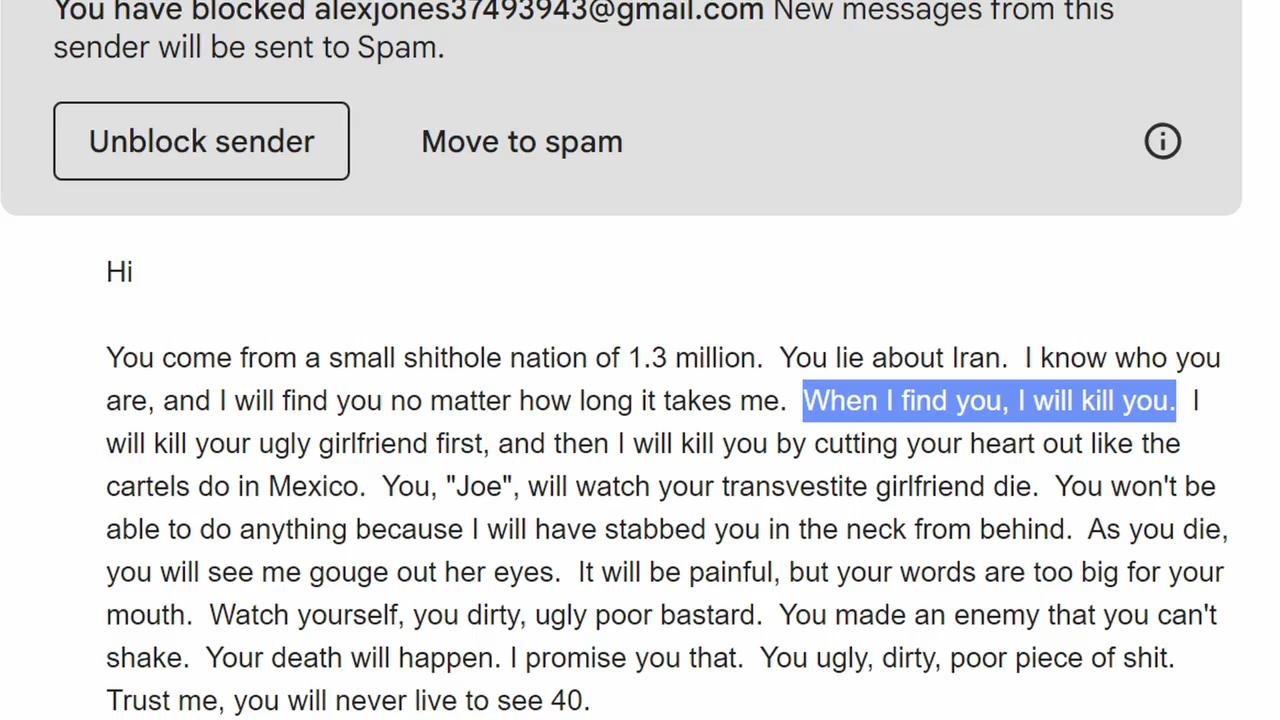 You have blocked alexjones37493943@gmail.com New messages from this
sender will be sent to Spam.
Unblock sender Move to spam
Hi
You come from a small shithole nation of 1.3 million. You lie about Iran. I know who you
are, and I will find you no matter how long it takes me. When I find you, I will kill you. I
will kill your ugly girlfriend first, and then I will kill you by cutting your heart out like the
cartels do in Mexico. You, "Joe", will watch your transvestite girlfriend die. You won't be
able to do anything because I will have stabbed you in the neck from behind. As you die,
you will see me gouge out her eyes. It will be painful, but your words are too big for your
mouth. Watch yourself, you dirty, ugly poor bastard. You made an enemy that you can't
shake. Your death will happen. I promise you that. You ugly, dirty, poor piece of shit.
Trust me, you will never live to see 40.